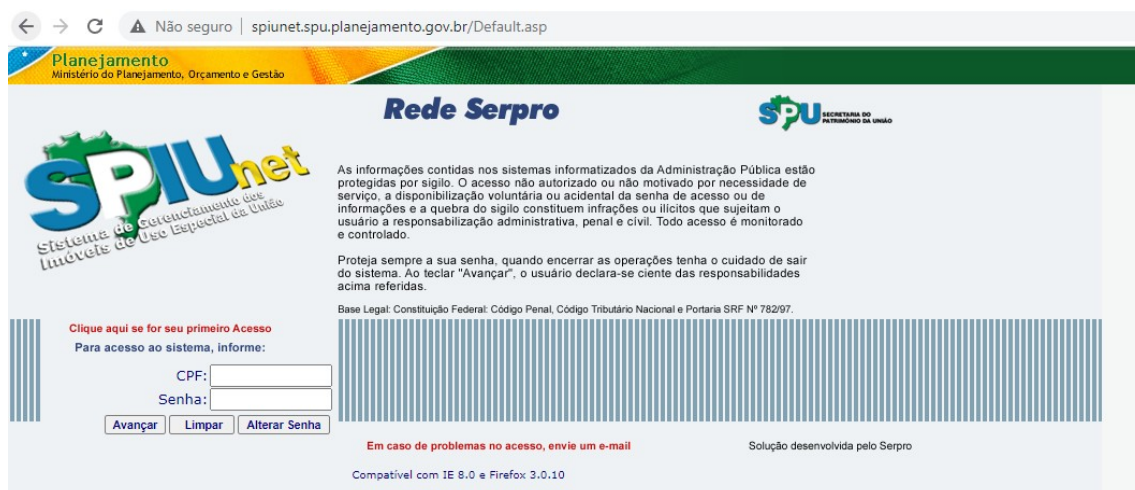 Não seguro | spiunet.spu.planejamento.gov.br/Default.asp
Planejamento
Ministério do Planejamento, Orçamento e Gestão
Rede Serpro
SPU SECRETARIA DO
PATRIMÔNIO DA UNIÃO
SPIUnet
Sistema de Gerenciamento dos
Imóveis de Uso Especial da União
As informações contidas nos sistemas informatizados da Administração Pública estão
protegidas por sigilo. O acesso não autorizado ou não motivado por necessidade de
serviço, a disponibilização voluntária ou acidental da senha de acesso ou de
informações e a quebra do sigilo constituem infrações ou ilícitos que sujeitam o
usuário a responsabilização administrativa, penal e cívil. Todo acesso é monitorado
e controlado.
Proteja sempre a sua senha, quando encerrar as operações tenha o cuidado de sair
do sistema. Ao teclar "Avançar", o usuário declara-se ciente das responsabilidades
acima referidas.
Base Legal: Constituição Federal: Código Penal, Código Tributário Nacional e Portaria SRF Nº 782/97.
Clique aqui se for seu primeiro Acesso
Para acesso ao sistema, informe:
CPF:
Senha:
Avançar Limpar Alterar Senha
Em caso de problemas no acesso, envie um e-mail
Solução desenvolvida pelo Serpro
Compatível com IE 8.0 e Firefox 3.0.10